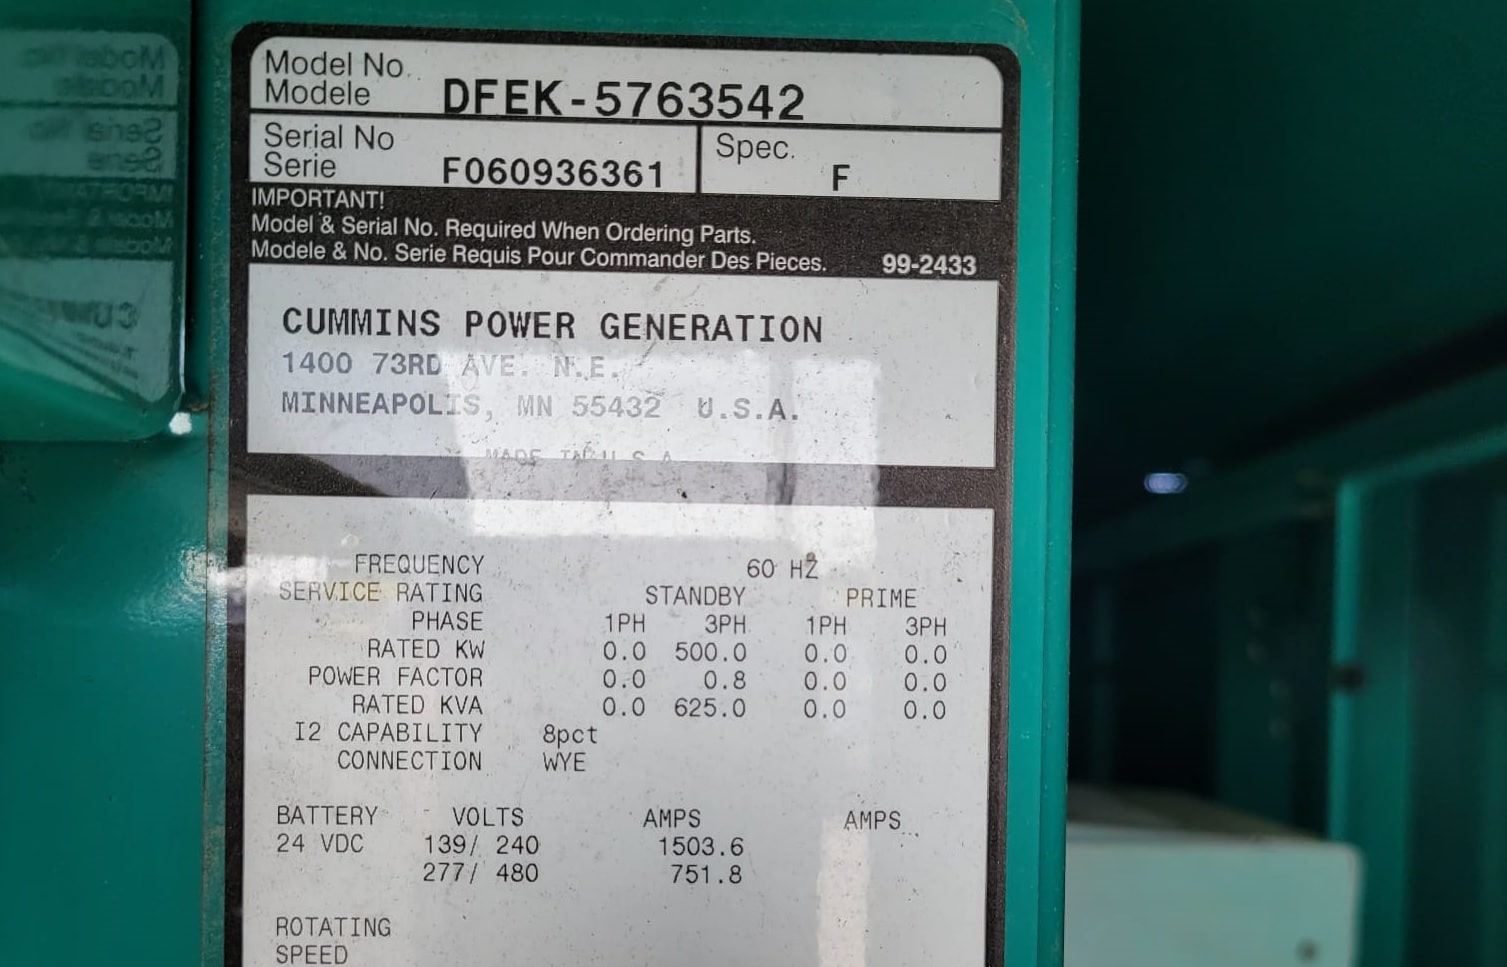 Model No.
Modele DFEK-5763542
Serial No
Serie F060936361
Spec.
F
IMPORTANT!
Model & Serial No. Required When Ordering Parts.
Modele & No. Serie Requis Pour Commander Des Pieces. 99-2433
CUMMINS POWER GENERATION
1400 73RD AVE. N.E.
MINNEAPOLIS, MN 55432 U.S.A.
MADE IN U S A
FREQUENCY 60 HZ
SERVICE RATING STANDBY PRIME
PHASE 1PH 3PH 1PH 3PH
RATED KW 0.0 500.0 0.0 0.0
POWER FACTOR 0.0 0.8 0.0 0.0
RATED KVA 0.0 625.0 0.0 0.0
I2 CAPABILITY 8pct
CONNECTION WYE
BATTERY VOLTS AMPS AMPS
24 VDC 139/ 240 1503.6
277/ 480 751.8
ROTATING
SPEED